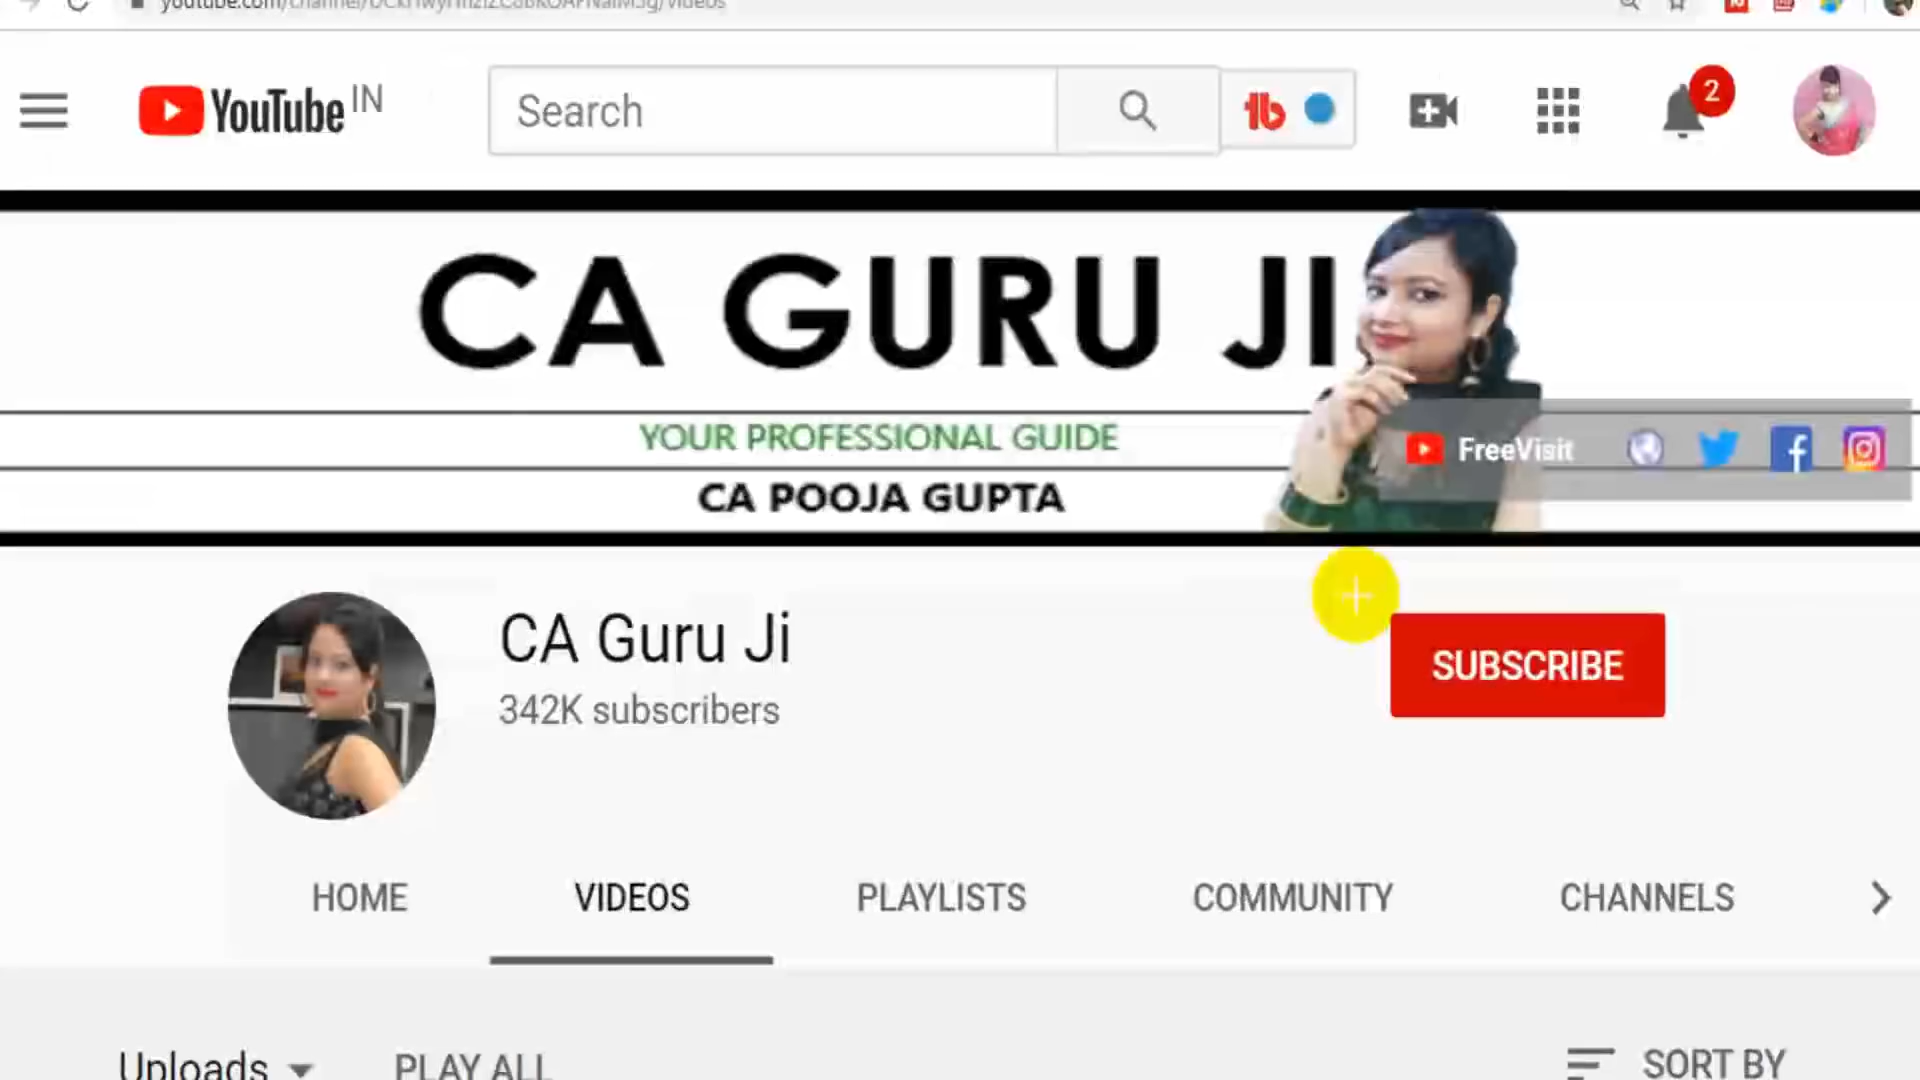 YouTube IN
Search
2
CA GURU JI
YOUR PROFESSIONAL GUIDE
FreeVisit
CA POOJA GUPTA
CA Guru Ji
342K subscribers
SUBSCRIBE
HOME VIDEOS PLAYLISTS COMMUNITY CHANNELS
Uploads PLAY ALL SORT BY